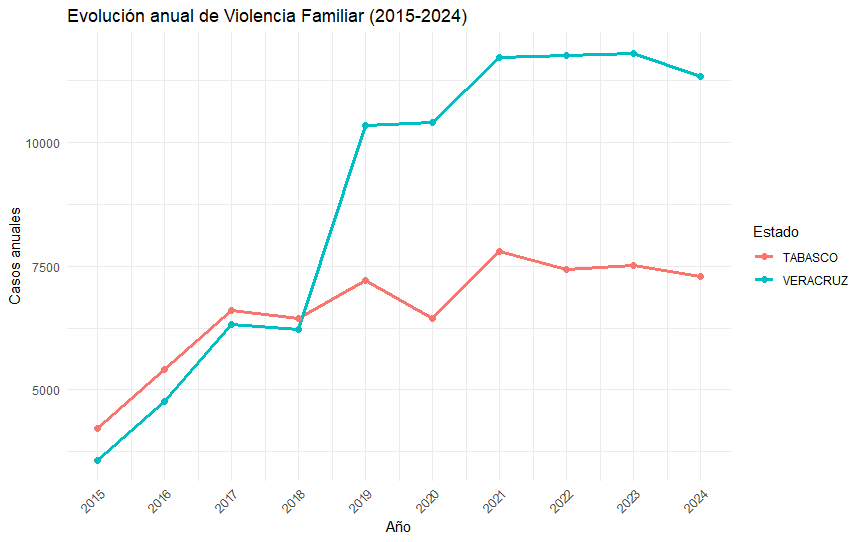 Evolución anual de Violencia Familiar (2015-2024)
Casos anuales
10000
7500
5000
2015
2016
2017
2018
2019
2020
2021
2022
2023
2024
Año
Estado
TABASCO
VERACRUZ